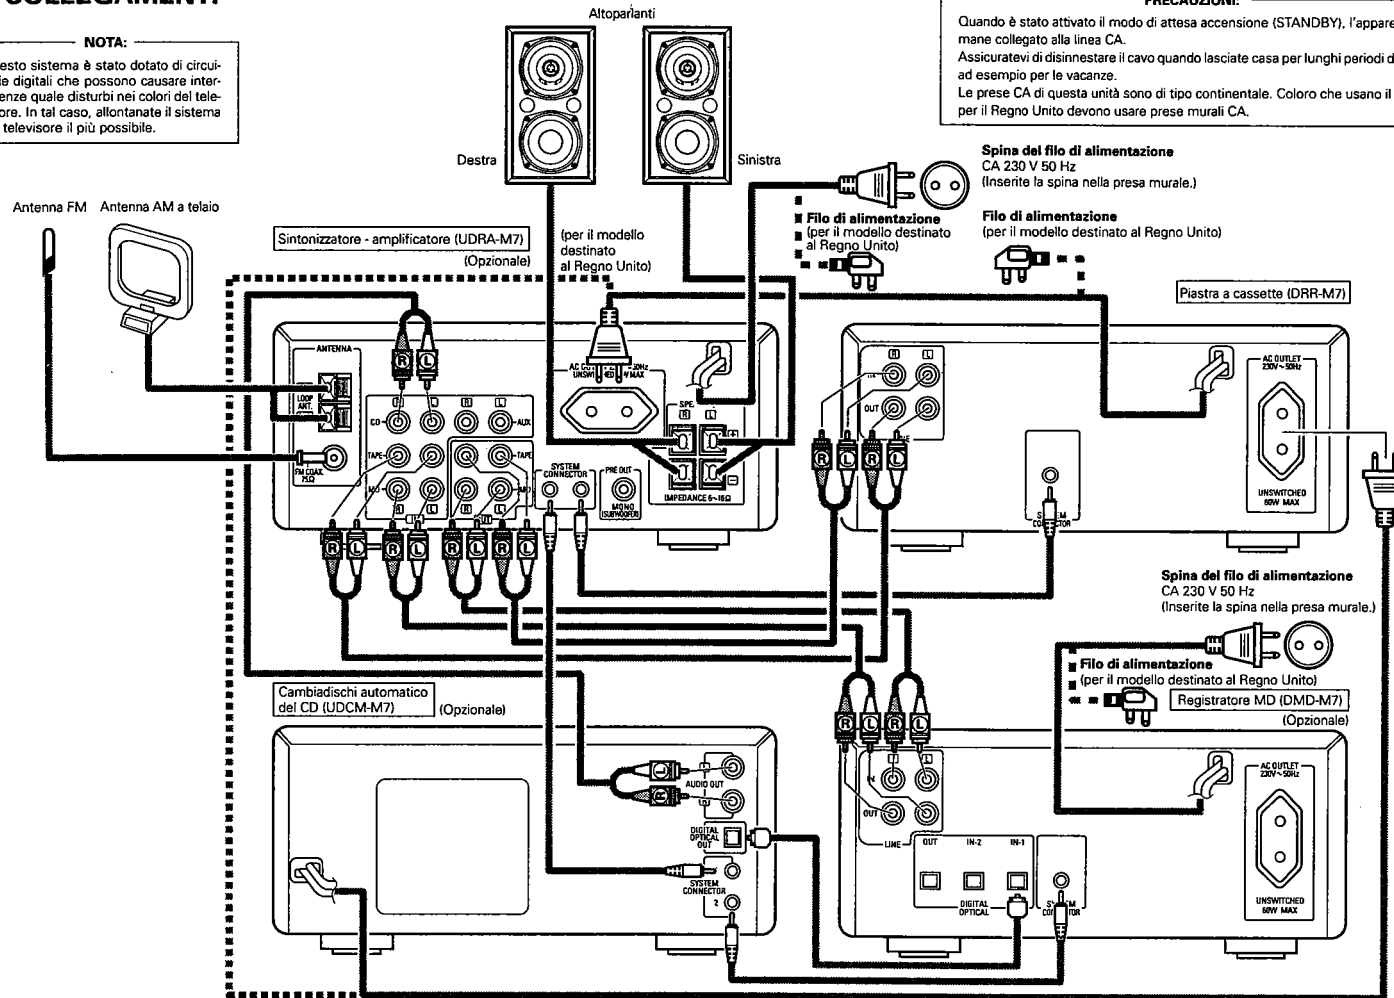 COLLEGAMENTI
NOTA:
esto sistema è stato dotato di circui-
ie digitali che possono causare inter-
enze quale disturbi nei colori del tele-
ore. In tal caso, allontanate il sistema
televisore il più possibile.
Altoparlanti
Destra
Sinistra
PRECAUZIONI:
Quando è stato attivato il modo di attesa accensione (STANDBY), l'appare
mane collegato alla linea CA.
Assicuratevi di disinnestare il cavo quando lasciate casa per lunghi periodi d
ad esempio per le vacanze.
Le prese CA di questa unità sono di tipo continentale. Coloro che usano il
per il Regno Unito devono usare prese murali CA.
Spina del filo di alimentazione
CA 230 V 50 Hz
(Inserite la spina nella presa murale.)
Antenna FM
Antenna AM a telaio
Sintonizzatore - amplificatore (UDRA-M7)
(Opzionale)
(per il modello
destinato
al Regno Unito)
Filo di alimentazione
(per il modello destinato
al Regno Unito)
Filo di alimentazione
(per il modello destinato al Regno Unito)
Piastra a cassette (DRR-M7)
ANTENNA
LOOP
ANT.
FM COAX.
75Ω
R L
CD
R L R L
AUX
TAPE
TAPE
MD
MD
R L R L
SYSTEM
CONNECTOR
PRE OUT
MONO
(SUBWOOFER)
SPE
R L
+
−
IMPEDANCE 6~16Ω
R L R L R L R L
R L
IN
OUT
R L R L
AC OUTLET
230V~50Hz
UNSWITCHED
60W MAX
Spina del filo di alimentazione
CA 230 V 50 Hz
(Inserite la spina nella presa murale.)
Filo di alimentazione
(per il modello destinato al Regno Unito)
Registratore MD (DMD-M7)
(Opzionale)
Cambiadischi automatico
del CD (UDCM-M7)
(Opzionale)
L
R
AUDIO OUT
DIGITAL
OPTICAL
OUT
SYSTEM
CONNECTOR
2
R L R L
OUT
LINE
OUT IN-2 IN-1
DIGITAL
OPTICAL
AC OUTLET
230V~50Hz
UNSWITCHED
60W MAX